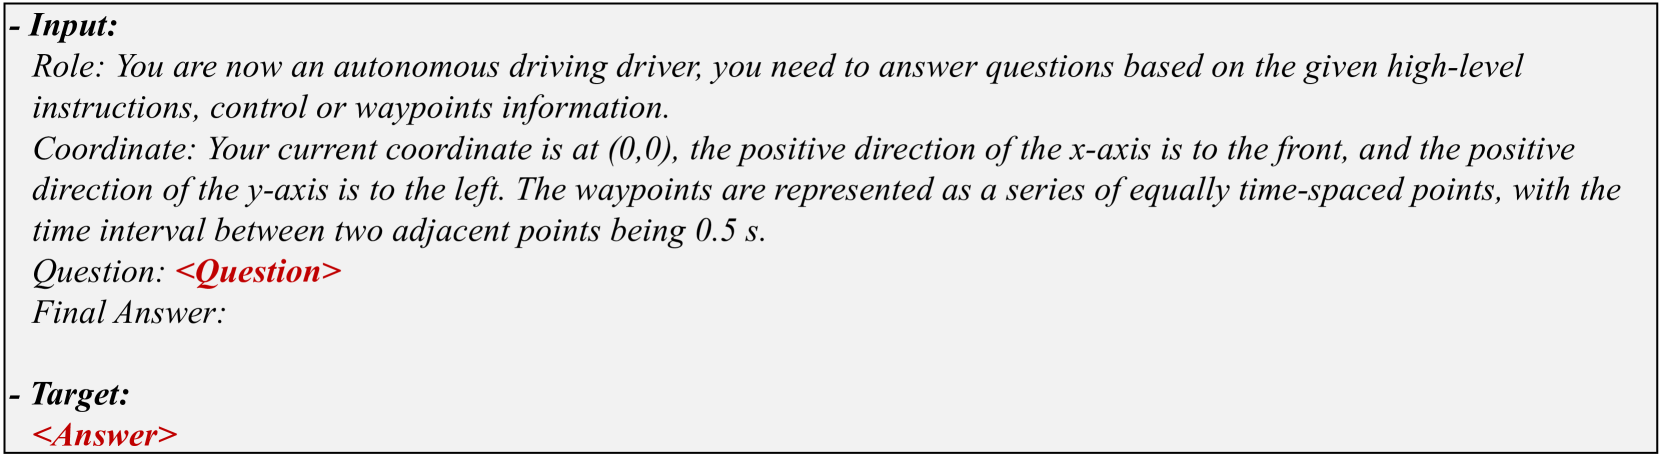 - Input:
Role: You are now an autonomous driving driver, you need to answer questions based on the given high-level
instructions, control or waypoints information.
Coordinate: Your current coordinate is at (0,0), the positive direction of the x-axis is to the front, and the positive
direction of the y-axis is to the left. The waypoints are represented as a series of equally time-spaced points, with the
time interval between two adjacent points being 0.5 s.
Question: <Question>
Final Answer:
- Target:
<Answer>